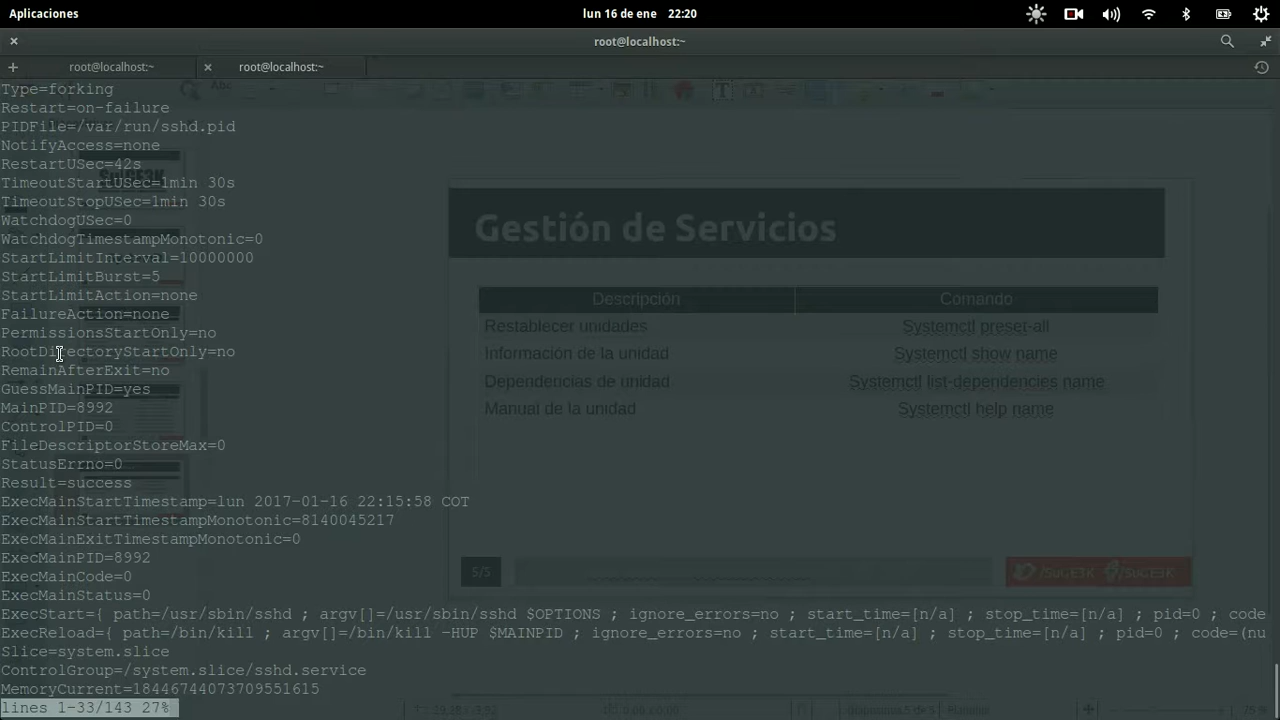 Aplicaciones
lun 16 de ene 22:20
root@localhost:~
root@localhost:~
root@localhost:~
Type=forking
Restart=on-failure
PIDFile=/var/run/sshd.pid
NotifyAccess=none
RestartUSec=42s
TimeoutStartUSec=1min 30s
TimeoutStopUSec=1min 30s
WatchdogUSec=0
WatchdogTimestampMonotonic=0
StartLimitInterval=10000000
StartLimitBurst=5
StartLimitAction=none
FailureAction=none
PermissionsStartOnly=no
RootDirectoryStartOnly=no
RemainAfterExit=no
GuessMainPID=yes
MainPID=8992
ControlPID=0
FileDescriptorStoreMax=0
StatusErrno=0
Result=success
ExecMainStartTimestamp=lun 2017-01-16 22:15:58 COT
ExecMainStartTimestampMonotonic=8140045217
ExecMainExitTimestampMonotonic=0
ExecMainPID=8992
ExecMainCode=0
ExecMainStatus=0
ExecStart={ path=/usr/sbin/sshd ; argv[]=/usr/sbin/sshd $OPTIONS ; ignore_errors=no ; start_time=[n/a] ; stop_time=[n/a] ; pid=0 ; code
ExecReload={ path=/bin/kill ; argv[]=/bin/kill -HUP $MAINPID ; ignore_errors=no ; start_time=[n/a] ; stop_time=[n/a] ; pid=0 ; code=(nu
Slice=system.slice
ControlGroup=/system.slice/sshd.service
MemoryCurrent=18446744073709551615
lines 1-33/143 27%
Gestión de Servicios
Descripción Comando
Restablecer unidades Systemctl preset-all
Información de la unidad Systemctl show name
Dependencias de unidad Systemctl list-dependencies name
Manual de la unidad Systemctl help name
5/5
/SuGE3K /SuGE3K